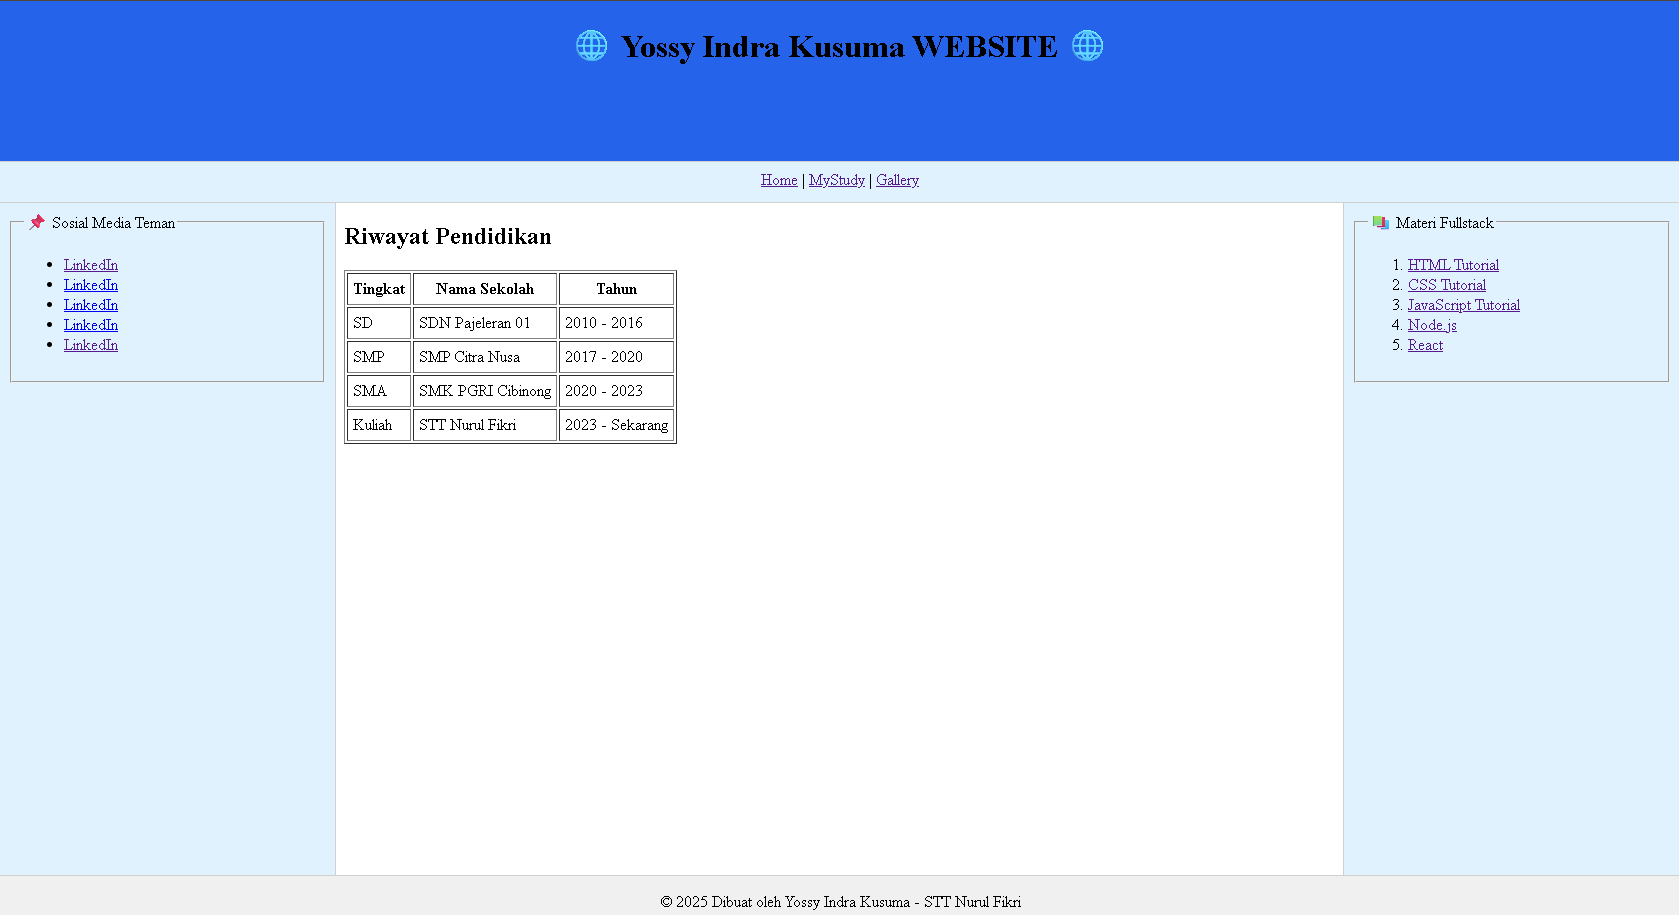 🌐 Yossy Indra Kusuma WEBSITE 🌐
Home | MyStudy | Gallery
📌 Sosial Media Teman
LinkedIn
LinkedIn
LinkedIn
LinkedIn
LinkedIn
Riwayat Pendidikan
Tingkat Nama Sekolah Tahun
SD SDN Pajeleran 01 2010 - 2016
SMP SMP Citra Nusa 2017 - 2020
SMA SMK PGRI Cibinong 2020 - 2023
Kuliah STT Nurul Fikri 2023 - Sekarang
📚 Materi Fullstack
1. HTML Tutorial
2. CSS Tutorial
3. JavaScript Tutorial
4. Node.js
5. React
© 2025 Dibuat oleh Yossy Indra Kusuma - STT Nurul Fikri